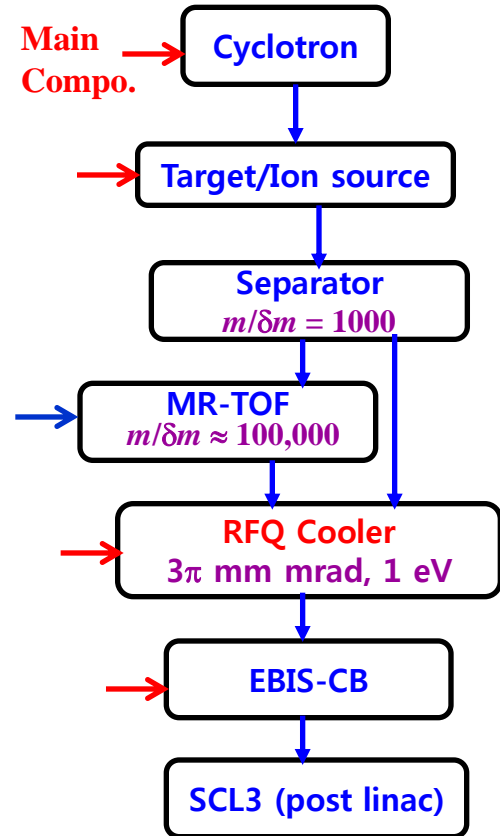 Main
Compo.
Cyclotron
Target/Ion source
Separator
m/δm = 1000
MR-TOF
m/δm ≈ 100,000
RFQ Cooler
3π mm mrad, 1 eV
EBIS-CB
SCL3 (post linac)